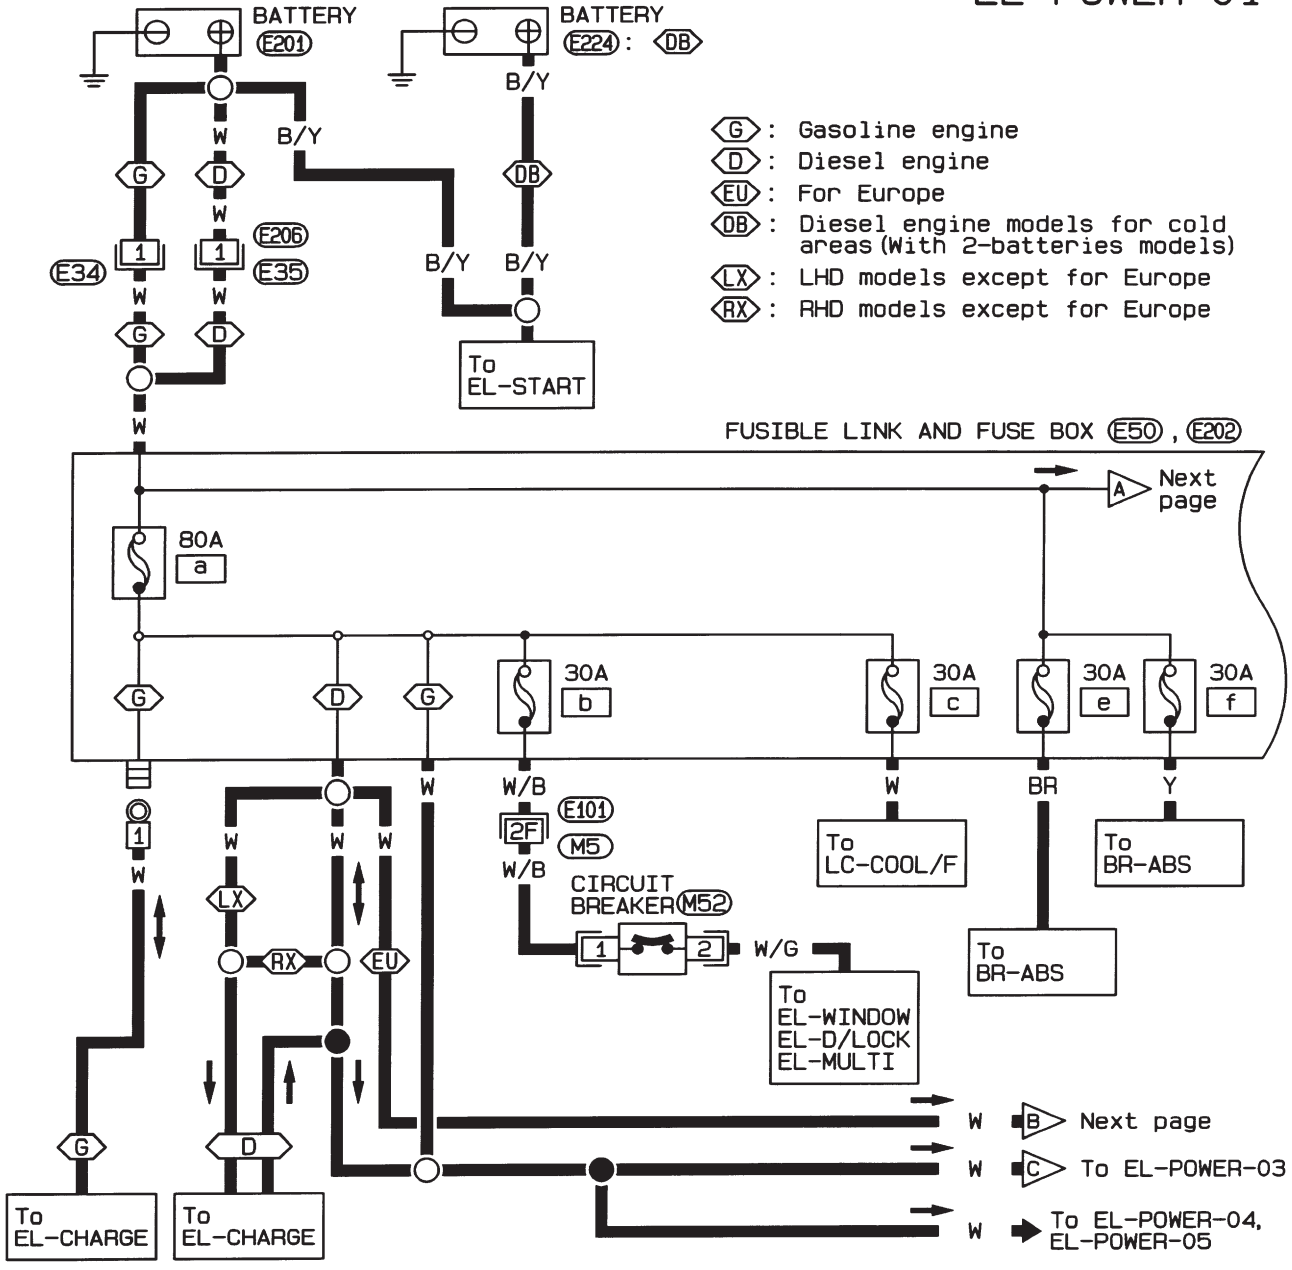 EL-POWER-01
BATTERY
E201
BATTERY
E224 : DB
B/Y
W
B/Y
G
D
DB
W
1
1
E206
E34
E35
B/Y
B/Y
W
W
G
D
W
To
EL-START
G : Gasoline engine
D : Diesel engine
EU : For Europe
DB : Diesel engine models for cold
areas (With 2-batteries models)
LX : LHD models except for Europe
RX : RHD models except for Europe
FUSIBLE LINK AND FUSE BOX E50 , E202
A
Next
page
80A
a
G
D
G
30A
b
30A
c
30A
e
30A
f
W
W/B
W
BR
Y
1
W
W
W
W
2F
E101
M5
W/B
To
LC-COOL/F
To
BR-ABS
LX
CIRCUIT
BREAKER M52
RX
EU
1
2
W/G
To
BR-ABS
To
EL-WINDOW
EL-D/LOCK
EL-MULTI
G
D
W
B
Next page
W
C
To EL-POWER-03
W
To EL-POWER-04,
EL-POWER-05
To
EL-CHARGE
To
EL-CHARGE